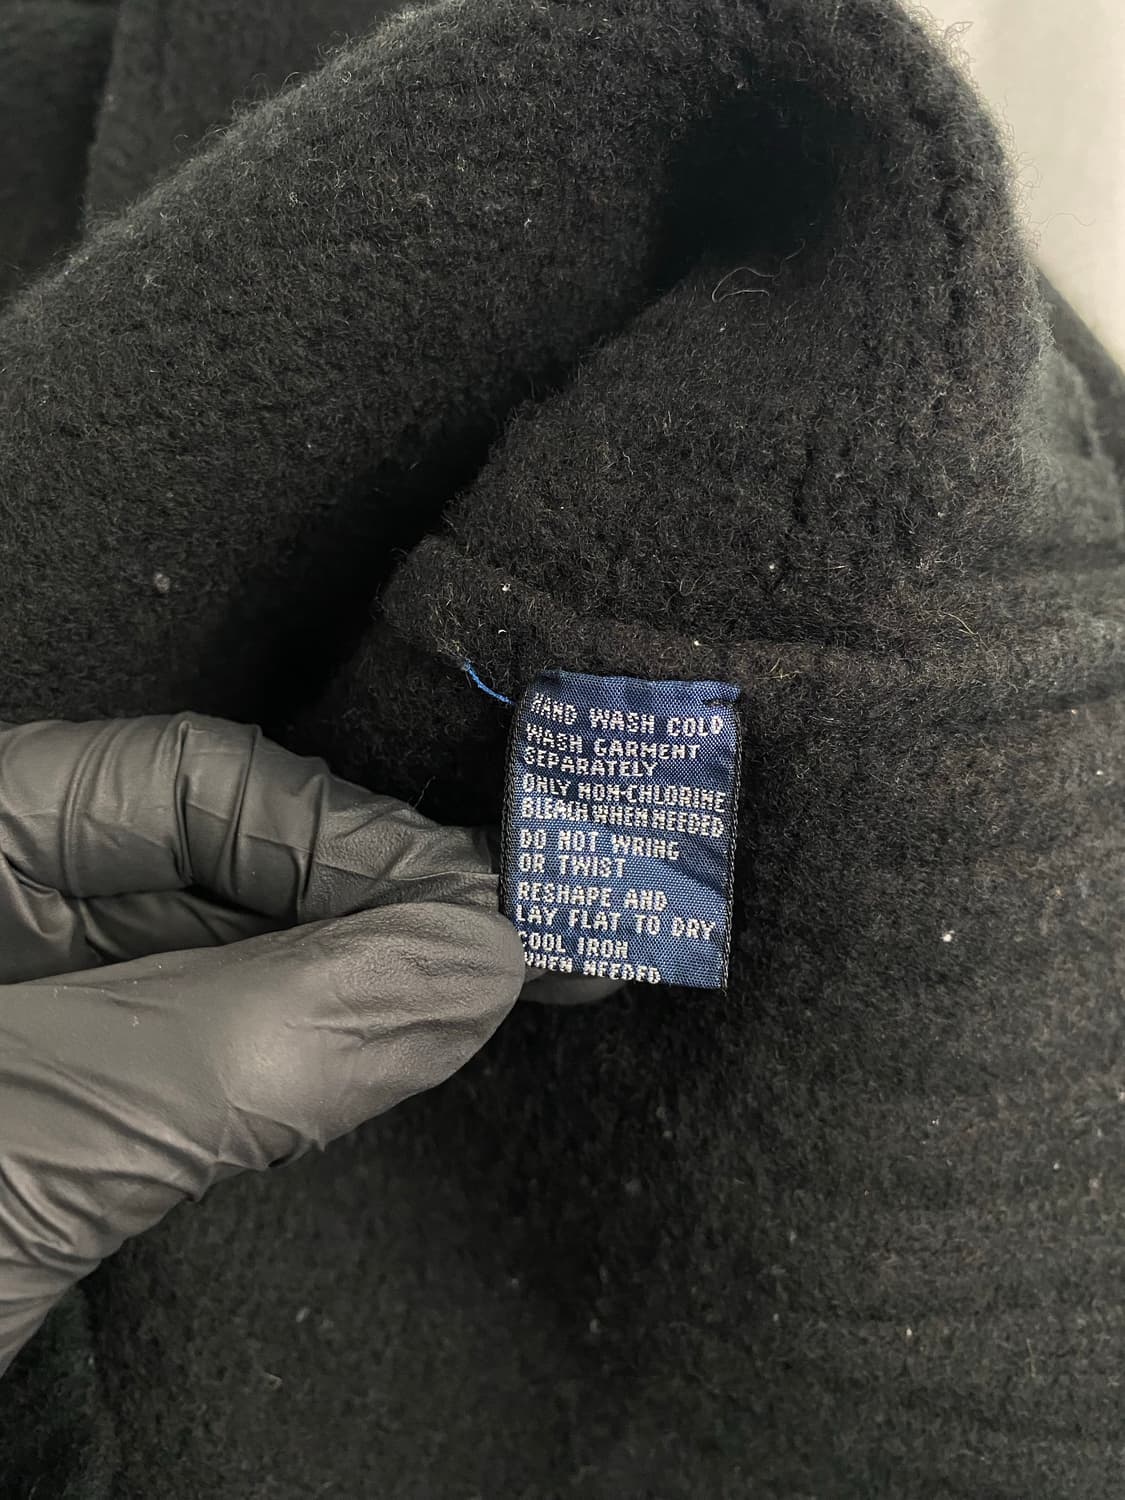 HAND WASH COLD
WASH GARMENT
SEPARATELY
ONLY NON-CHLORINE
BLEACH WHEN NEEDED
DO NOT WRING
OR TWIST
RESHAPE AND
LAY FLAT TO DRY
COOL IRON
WHEN NEEDED